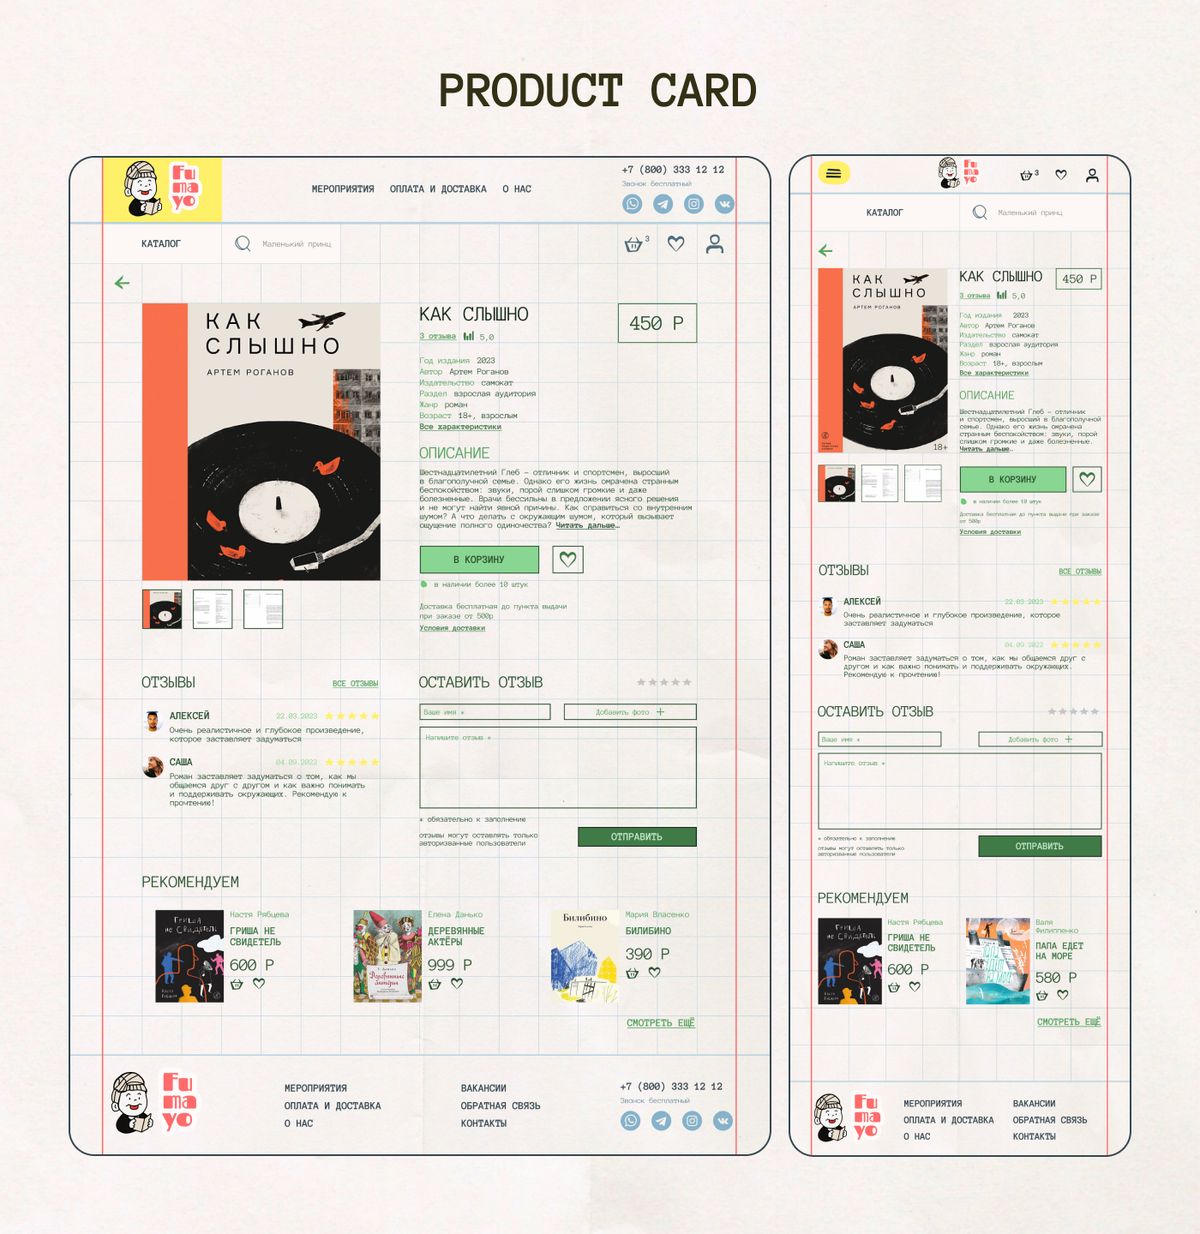 PRODUCT CARD
Fu
ma
yo
МЕРОПРИЯТИЯ ОПЛАТА И ДОСТАВКА О НАС
+7 (800) 333 12 12
Звонок бесплатный
КАТАЛОГ
Маленький принц
3
КАК
СЛЫШНО
АРТЕМ РОГАНОВ
КАК СЛЫШНО
450 Р
3 отзыва 5,0
Год издания 2023
Автор Артем Роганов
Издательство самокат
Раздел взрослая аудитория
Жанр роман
Возраст 18+, взрослым
Все характеристики
ОПИСАНИЕ
Шестнадцатилетний Глеб – отличник и спортсмен, выросший
в благополучной семье. Однако его жизнь омрачена странным
беспокойством: звуки, порой слишком громкие и даже
болезненные. Врачи бессильны в предложении ясного решения
и не могут найти явной причины. Как справиться со внутренним
шумом? А что делать с окружающим шумом, который вызывает
ощущение полного одиночества? Читать дальше…
В КОРЗИНУ
в наличии более 10 штук
Доставка бесплатная до пункта выдачи
при заказе от 500р
Условия доставки
ОТЗЫВЫ
ВСЕ ОТЗЫВЫ
АЛЕКСЕЙ
22.03.2023
Очень реалистичное и глубокое произведение,
которое заставляет задуматься
САША
04.09.2022
Роман заставляет задуматься о том, как мы
общаемся друг с другом и как важно понимать
и поддерживать окружающих. Рекомендую к
прочтению!
ОСТАВИТЬ ОТЗЫВ
Ваше имя *
Добавить фото +
Напишите отзыв *
* обязательно к заполнению
отзывы могут оставлять только
авторизованные пользователи
ОТПРАВИТЬ
РЕКОМЕНДУЕМ
ГРИША
НЕ СВИДЕТЕЛЬ
Настя Рябцева
ГРИША НЕ
СВИДЕТЕЛЬ
600 Р
Деревянные
актёры
Елена Данько
ДЕРЕВЯННЫЕ
АКТЁРЫ
999 Р
Билибино
Мария Власенко
БИЛИБИНО
390 Р
СМОТРЕТЬ ЕЩЁ
Fu
ma
yo
МЕРОПРИЯТИЯ
ОПЛАТА И ДОСТАВКА
О НАС
ВАКАНСИИ
ОБРАТНАЯ СВЯЗЬ
КОНТАКТЫ
+7 (800) 333 12 12
Звонок бесплатный
Fu
ma
yo
3
КАТАЛОГ
Маленький принц
КАК
СЛЫШНО
АРТЕМ РОГАНОВ
18+
КАК СЛЫШНО
450 Р
3 отзыва 5,0
Год издания 2023
Автор Артем Роганов
Издательство самокат
Раздел взрослая аудитория
Жанр роман
Возраст 18+, взрослым
Все характеристики
ОПИСАНИЕ
Шестнадцатилетний Глеб – отличник
и спортсмен, выросший в благополучной
семье. Однако его жизнь омрачена
странным беспокойством: звуки, порой
слишком громкие и даже болезненные.
Читать дальше…
В КОРЗИНУ
в наличии более 10 штук
Доставка бесплатная до пункта выдачи при заказе
от 500р
Условия доставки
ОТЗЫВЫ
ВСЕ ОТЗЫВЫ
АЛЕКСЕЙ
22.03.2023
Очень реалистичное и глубокое произведение, которое
заставляет задуматься
САША
04.09.2022
Роман заставляет задуматься о том, как мы общаемся друг с
другом и как важно понимать и поддерживать окружающих.
Рекомендую к прочтению!
ОСТАВИТЬ ОТЗЫВ
Ваше имя *
Добавить фото +
Напишите отзыв *
* обязательно к заполнению
отзывы могут оставлять только
авторизованные пользователи
ОТПРАВИТЬ
РЕКОМЕНДУЕМ
ГРИША
НЕ СВИДЕТЕЛЬ
Настя Рябцева
ГРИША НЕ
СВИДЕТЕЛЬ
600 Р
Валя
Филиппенко
ПАПА ЕДЕТ
НА МОРЕ
580 Р
СМОТРЕТЬ ЕЩЁ
Fu
ma
yo
МЕРОПРИЯТИЯ
ОПЛАТА И ДОСТАВКА
О НАС
ВАКАНСИИ
ОБРАТНАЯ СВЯЗЬ
КОНТАКТЫ